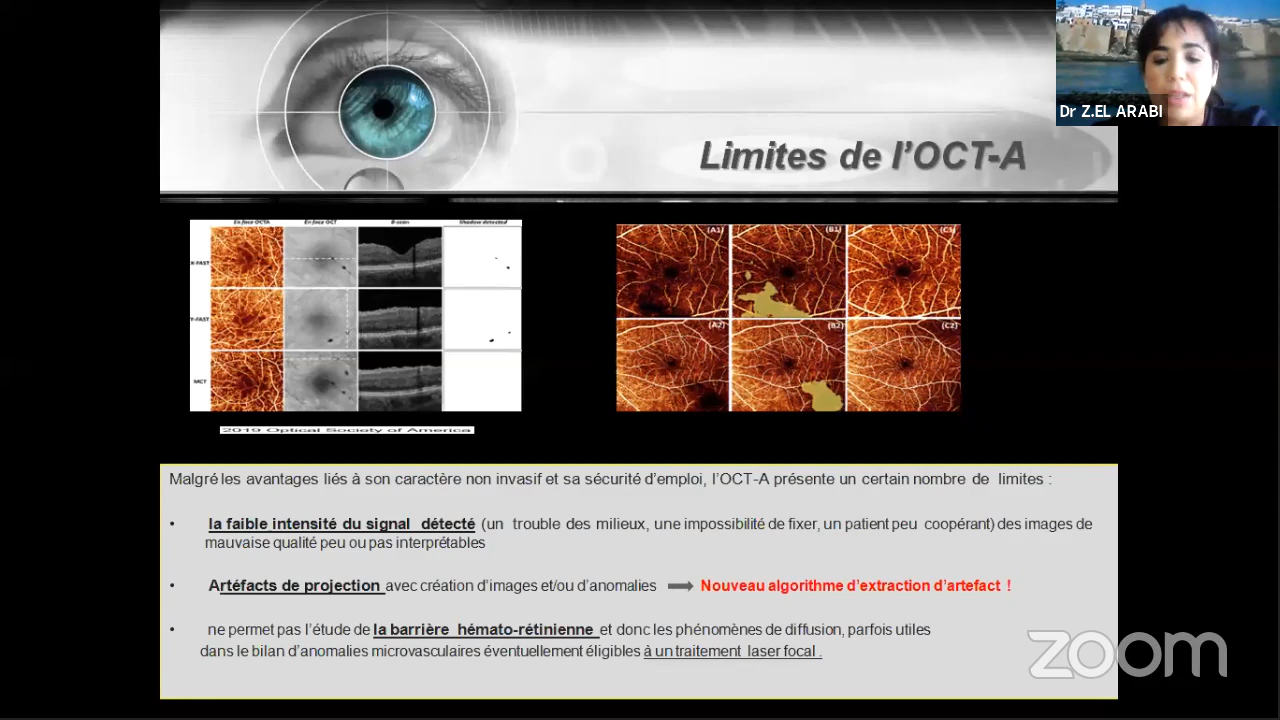 Dr Z.EL ARABI
Limites de l'OCT-A
En face OCTA En face OCT B-scan Shadow detected
X-FAST
Y-FAST
MCT
(A1) (B1) (C1)
(A2) (B2) (C2)
2019 Optical Society of America
Malgré les avantages liés à son caractère non invasif et sa sécurité d'emploi, l'OCT-A présente un certain nombre de limites :
• la faible intensité du signal détecté (un trouble des milieux, une impossibilité de fixer, un patient peu coopérant) des images de
mauvaise qualité peu ou pas interprétables
• Artéfacts de projection avec création d'images et/ou d'anomalies Nouveau algorithme d'extraction d'artefact !
• ne permet pas l'étude de la barrière hémato-rétinienne et donc les phénomènes de diffusion, parfois utiles
dans le bilan d'anomalies microvasculaires éventuellement éligibles à un traitement laser focal .
zoom